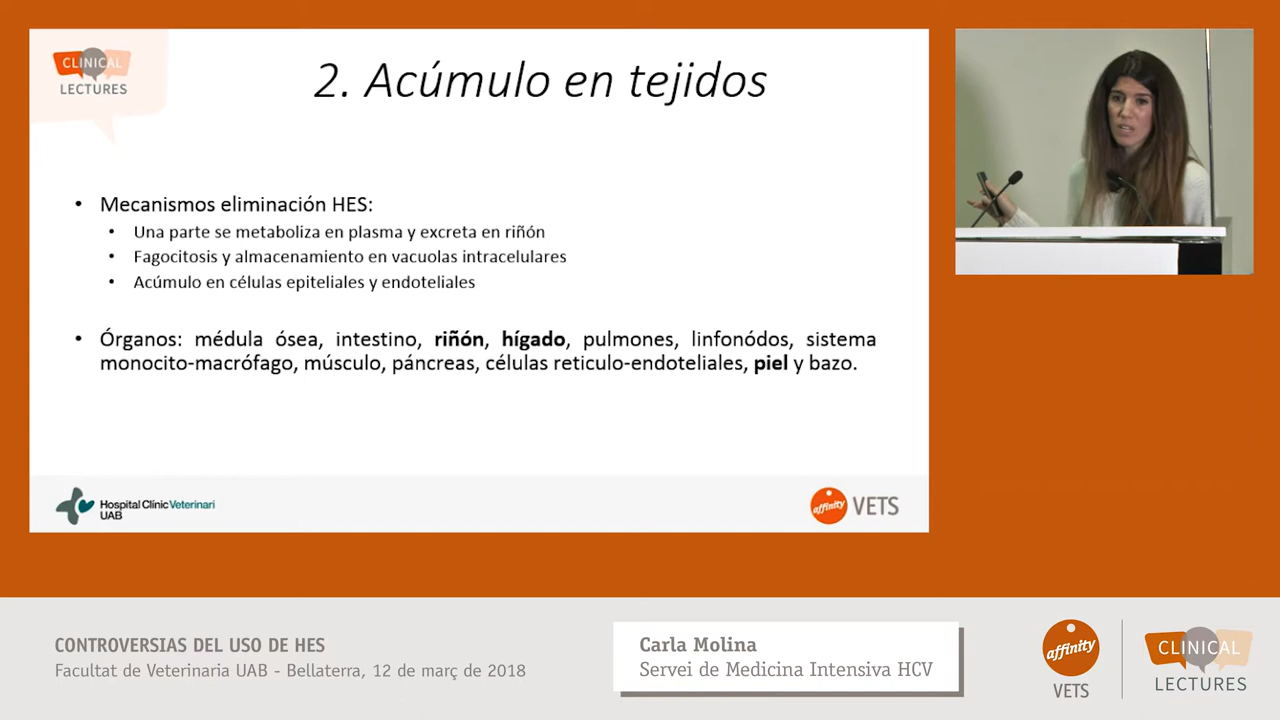 CLINICAL
LECTURES
2. Acúmulo en tejidos
• Mecanismos eliminación HES:
• Una parte se metaboliza en plasma y excreta en riñón
• Fagocitosis y almacenamiento en vacuolas intracelulares
• Acúmulo en células epiteliales y endoteliales
• Órganos: médula ósea, intestino, riñón, hígado, pulmones, linfonódos, sistema
monocito-macrófago, músculo, páncreas, células reticulo-endoteliales, piel y bazo.
Hospital Clínic Veterinari
UAB
affinity VETS
CONTROVERSIAS DEL USO DE HES
Facultat de Veterinaria UAB - Bellaterra, 12 de març de 2018
Carla Molina
Servei de Medicina Intensiva HCV
affinity
VETS
CLINICAL
LECTURES